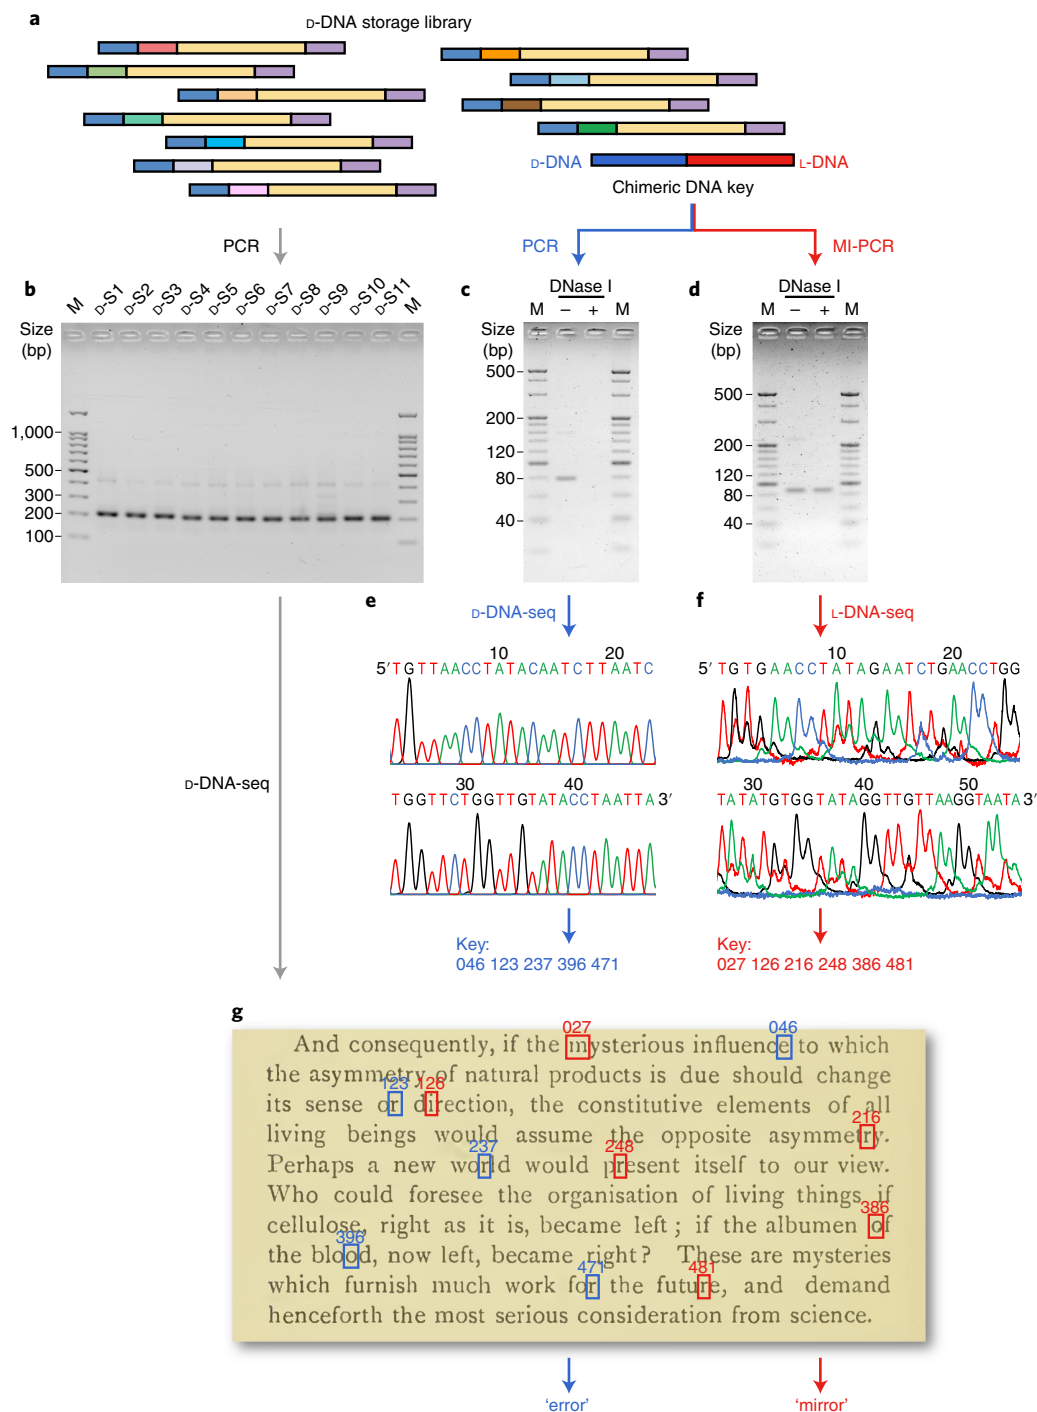 a
D-DNA storage library
D-DNA
L-DNA
Chimeric DNA key
PCR
PCR
MI-PCR
b
M D-S1 D-S2 D-S3 D-S4 D-S5 D-S6 D-S7 D-S8 D-S9 D-S10 D-S11 M
Size
(bp)
1,000
500
300
200
100
c
DNase I
M – + M
Size
(bp)
500
200
120
80
40
d
DNase I
M – + M
Size
(bp)
500
200
120
80
40
D-DNA-seq
e
D-DNA-seq
10 20
5′ TGTTAACCTATACAATCTTAATC
30 40
TGGTTCTGGTTGTATACCTAATTA 3′
Key:
046 123 237 396 471
f
L-DNA-seq
10 20
5′ TGTGAACCTATAGAATCTGAACCTGG
30 40 50
TATATGTGGTATAGGTTGTTAAGGTAATA 3′
Key:
027 126 216 248 386 481
g
027 046
And consequently, if the mysterious influence to which
the asymmetry of natural products is due should change
123 126
its sense or direction, the constitutive elements of all
216
living beings would assume the opposite asymmetry.
237 248
Perhaps a new world would present itself to our view.
Who could foresee the organisation of living things if
386
cellulose, right as it is, became left ; if the albumen of
396
the blood, now left, became right ? These are mysteries
471 481
which furnish much work for the future, and demand
henceforth the most serious consideration from science.
‘error’
‘mirror’